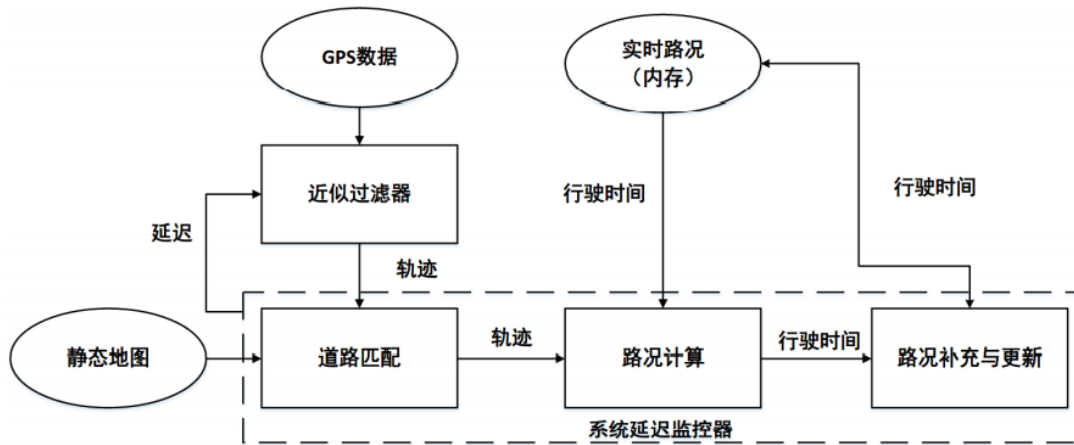 GPS数据
实时路况
（内存）
近似过滤器
行驶时间
行驶时间
延迟
轨迹
静态地图
道路匹配
轨迹
路况计算
行驶时间
路况补充与更新
系统延迟监控器